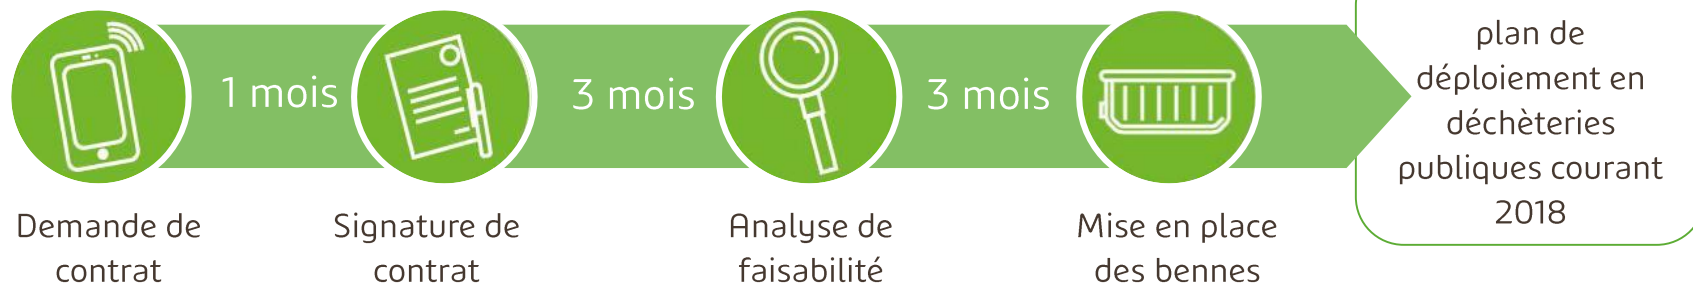 1 mois
3 mois
3 mois
Demande de
contrat
Signature de
contrat
Analyse de
faisabilité
Mise en place
des bennes
plan de
déploiement en
déchèteries
publiques courant
2018